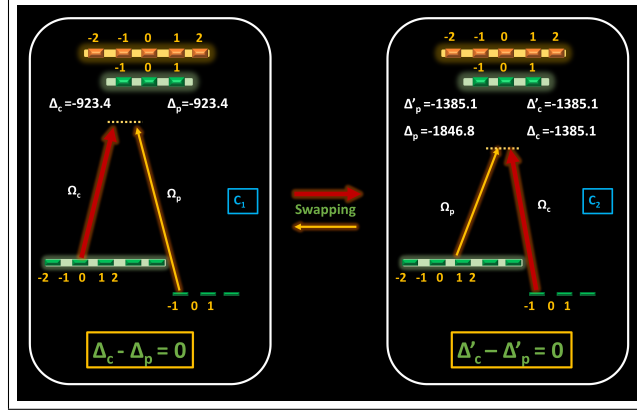 -2 -1 0 1 2
-1 0 1
Δc=-923.4 Δp=-923.4
Ωc
Ωp
C1
-2 -1 0 1 2
-1 0 1
Δc - Δp = 0
Swapping
-2 -1 0 1 2
-1 0 1
Δ'p=-1385.1 Δ'c=-1385.1
Δp=-1846.8 Δc=-1385.1
Ωp
Ωc
C2
-2 -1 0 1 2
-1 0 1
Δ'c – Δ'p = 0